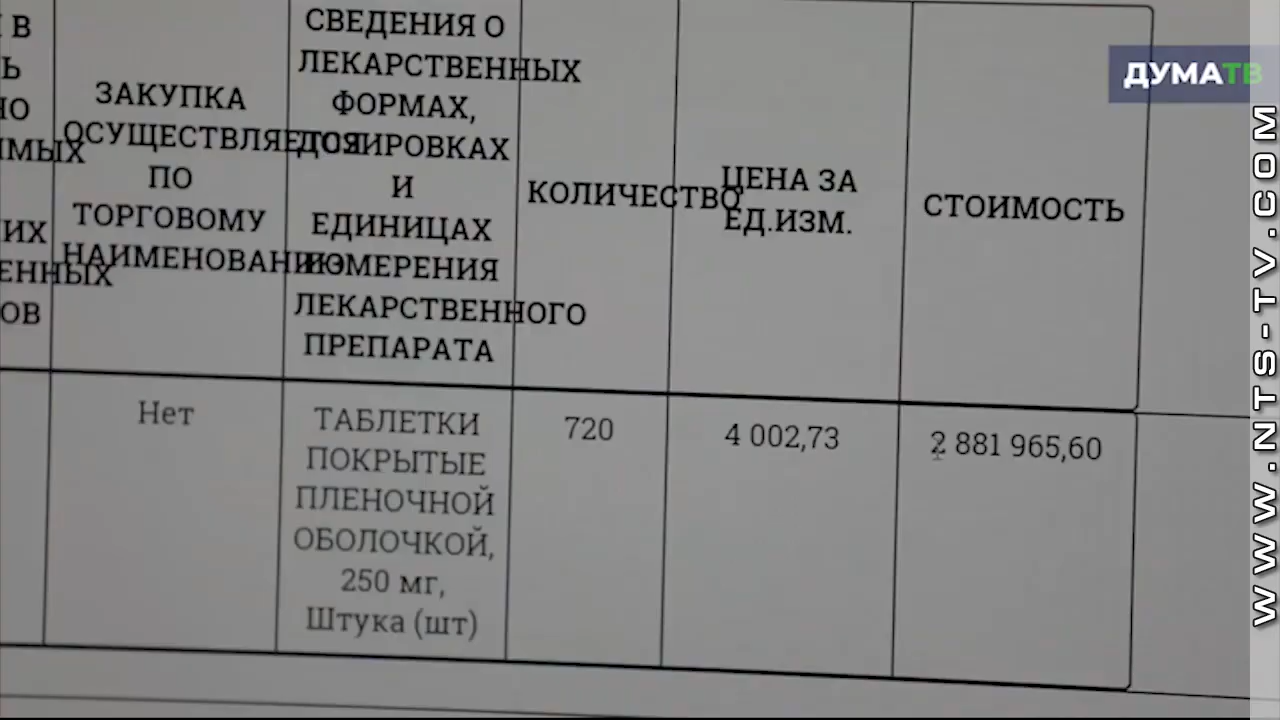 ДУМАТВ
WWW.NTS-TV.COM
ЗАКУПКА
ОСУЩЕСТВЛЯЕТСЯ
ПО
ТОРГОВОМУ
НАИМЕНОВАНИЮ
СВЕДЕНИЯ О
ЛЕКАРСТВЕННЫХ
ФОРМАХ,
ДОЗИРОВКАХ
И
ЕДИНИЦАХ
ИЗМЕРЕНИЯ
ЛЕКАРСТВЕННОГО
ПРЕПАРАТА
КОЛИЧЕСТВО
ЦЕНА ЗА
ЕД.ИЗМ.
СТОИМОСТЬ
Нет
ТАБЛЕТКИ
ПОКРЫТЫЕ
ПЛЕНОЧНОЙ
ОБОЛОЧКОЙ,
250 мг,
Штука (шт)
720
4 002,73
2 881 965,60